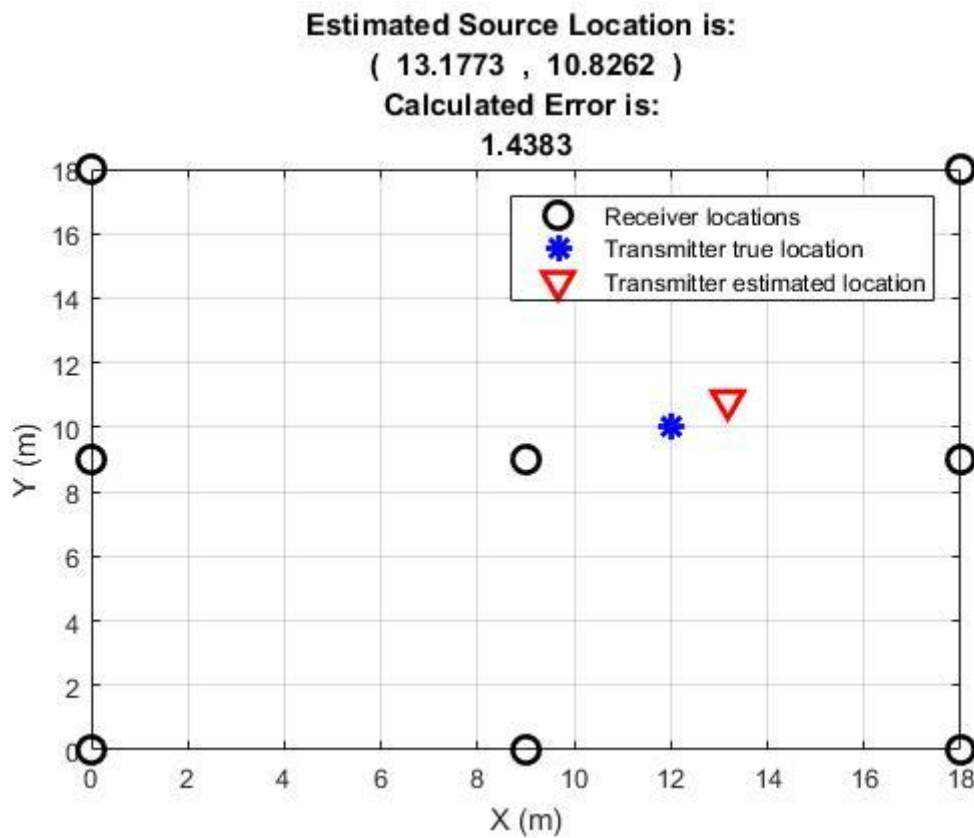 Estimated Source Location is:
( 13.1773 , 10.8262 )
Calculated Error is:
1.4383
18
16
14
12
10
8
6
4
2
0
Y (m)
Receiver locations
Transmitter true location
Transmitter estimated location
0 2 4 6 8 10 12 14 16 18
X (m)